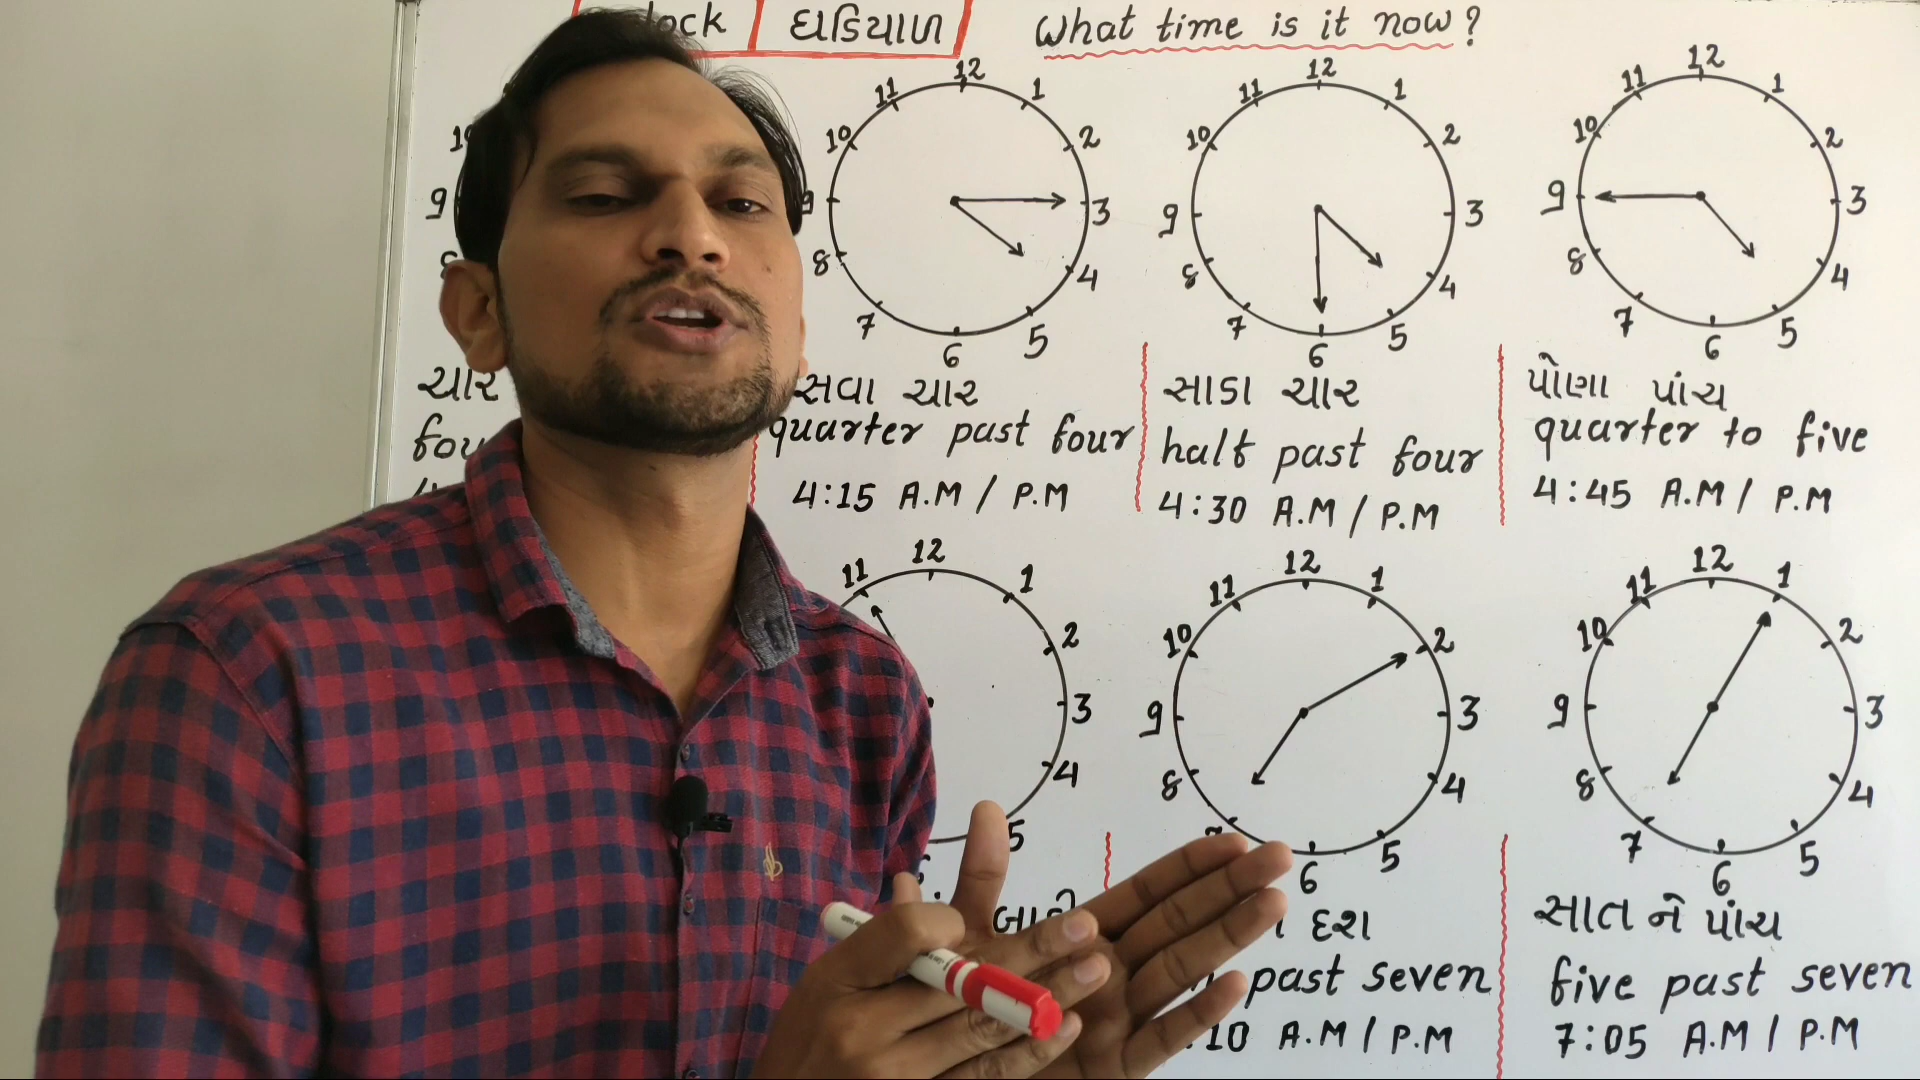 ઘડિયાળ
What time is it now?
12 1 2 3 4 5 6 7 8 9 10 11
12 1 2 3 4 5 6 7 8 9 10 11
12 1 2 3 4 5 6 7 8 9 10 11
9
ચાર
સવા ચાર
quarter past four
4:15 A.M / P.M
સાડા ચાર
half past four
4:30 A.M / P.M
પોણા પાંચ
quarter to five
4:45 A.M / P.M
11 12 1 2 3 4 5
12 1 2 3 4 5 6 8 9 10 11
12 1 2 3 4 5 6 7 8 9 10 11
દશ
past seven
10 A.M / P.M
સાત ને પાંચ
five past seven
7:05 A.M / P.M